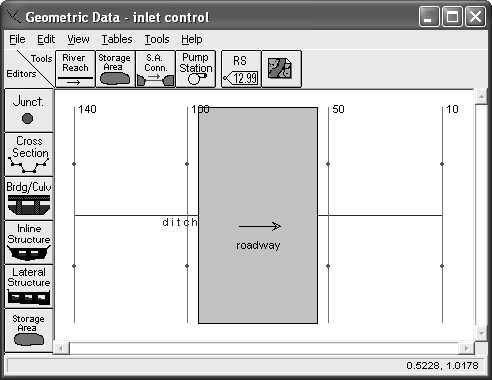 Geometric Data - inlet control
File Edit View Tables Tools Help
Tools
Editors
River
Reach
Storage
Area
S.A.
Conn.
Pump
Station
RS
12.99
Junct.
Cross
Section
Brdg/Culv
Inline
Structure
Lateral
Structure
Storage
Area
140
100
50
10
ditch
roadway
0.5228, 1.0178